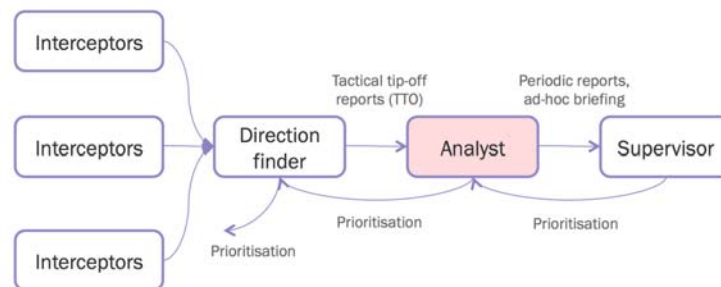 Interceptors
Interceptors
Interceptors
Direction
finder
Tactical tip-off
reports (TTO)
Analyst
Periodic reports,
ad-hoc briefing
Supervisor
Prioritisation
Prioritisation
Prioritisation